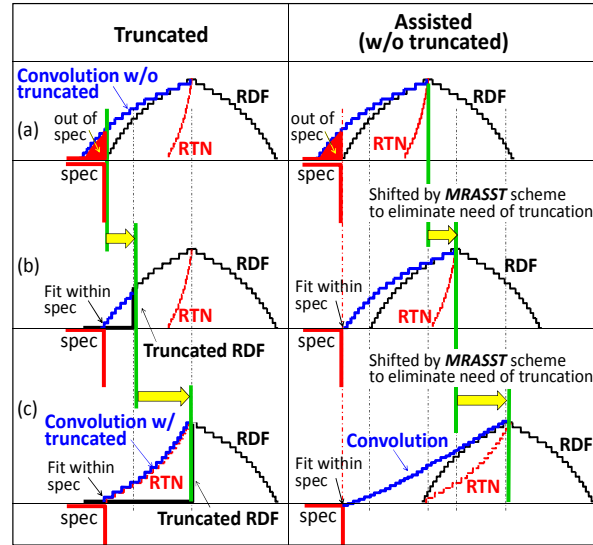 Truncated
Assisted
(w/o truncated)
Convolution w/o
truncated
RDF
(a)
out of
spec
RTN
spec
RDF
out of
spec
RTN
spec
Shifted by MRASST scheme
to eliminate need of truncation
(b)
RDF
Fit within
spec
RTN
spec
Truncated RDF
RDF
Fit within
spec
RTN
spec
Shifted by MRASST scheme
to eliminate need of truncation
(c)
Convolution w/
truncated
RDF
Fit within
spec
RTN
spec
Truncated RDF
Convolution
RDF
Fit within
spec
RTN
spec